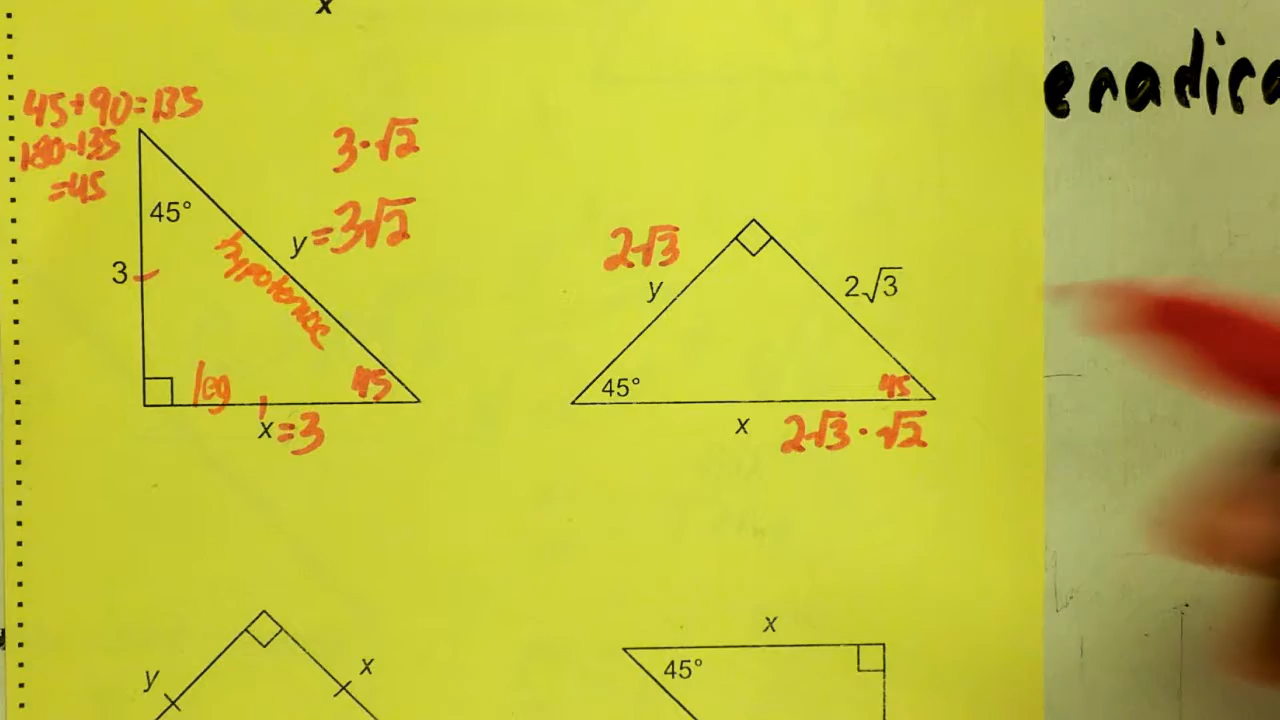 x
45+90=135
180-135
=45
45°
3
3·√2
y=3√2
hypotenuse
leg
45
x=3
2√3
y
2√3
45°
45
x
2√3·√2
y
x
x
45°